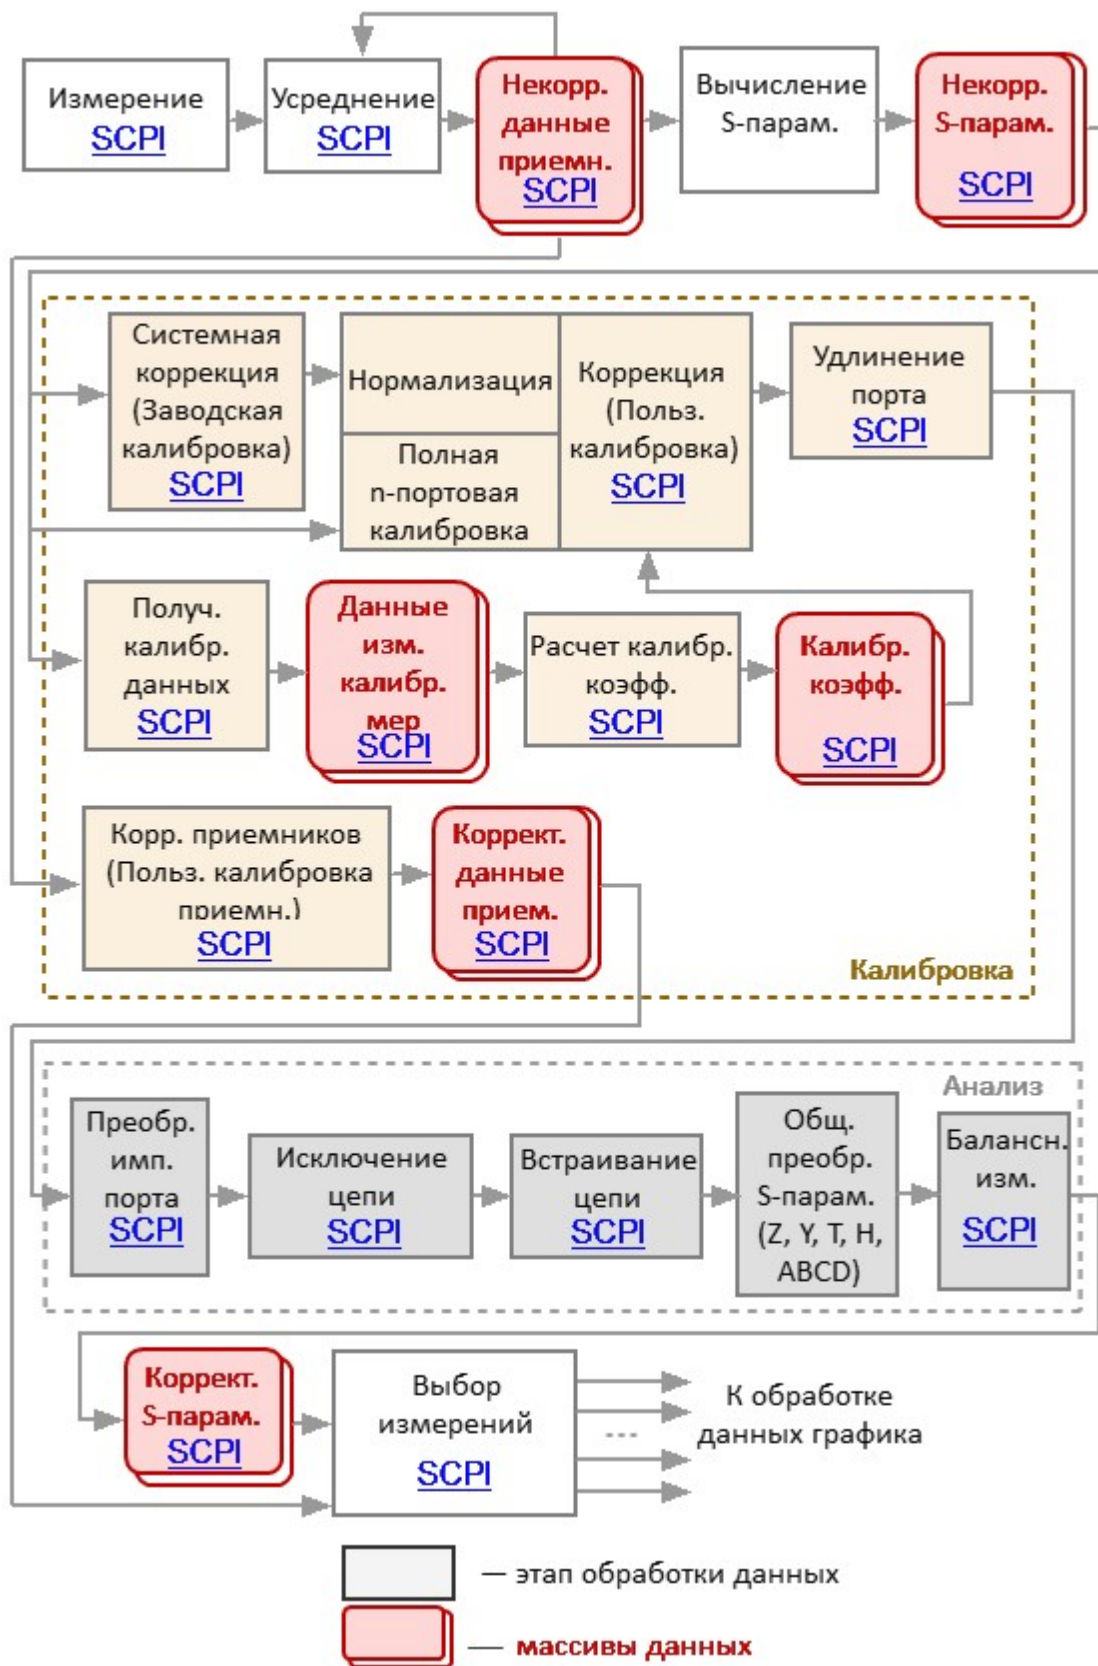 Измерение
SCPI
Усреднение
SCPI
Некорр.
данные
приемн.
SCPI
Вычисление
S-парам.
Некорр.
S-парам.
SCPI
Системная
коррекция
(Заводская
калибровка)
SCPI
Нормализация
Полная
n-портовая
калибровка
Коррекция
(Польз.
калибровка)
SCPI
Удлинение
порта
SCPI
Получ.
калибр.
данных
SCPI
Данные
изм.
калибр.
мер
SCPI
Расчет калибр.
коэфф.
SCPI
Калибр.
коэфф.
SCPI
Корр. приемников
(Польз. калибровка
приемн.)
SCPI
Коррект.
данные
прием.
SCPI
Калибровка
Анализ
Преобр.
имп.
порта
SCPI
Исключение
цепи
SCPI
Встраивание
цепи
SCPI
Общ.
преобр.
S-парам.
(Z, Y, T, H,
ABCD)
Балансн.
изм.
SCPI
Коррект.
S-парам.
SCPI
Выбор
измерений
SCPI
К обработке
данных графика
— этап обработки данных
— массивы данных